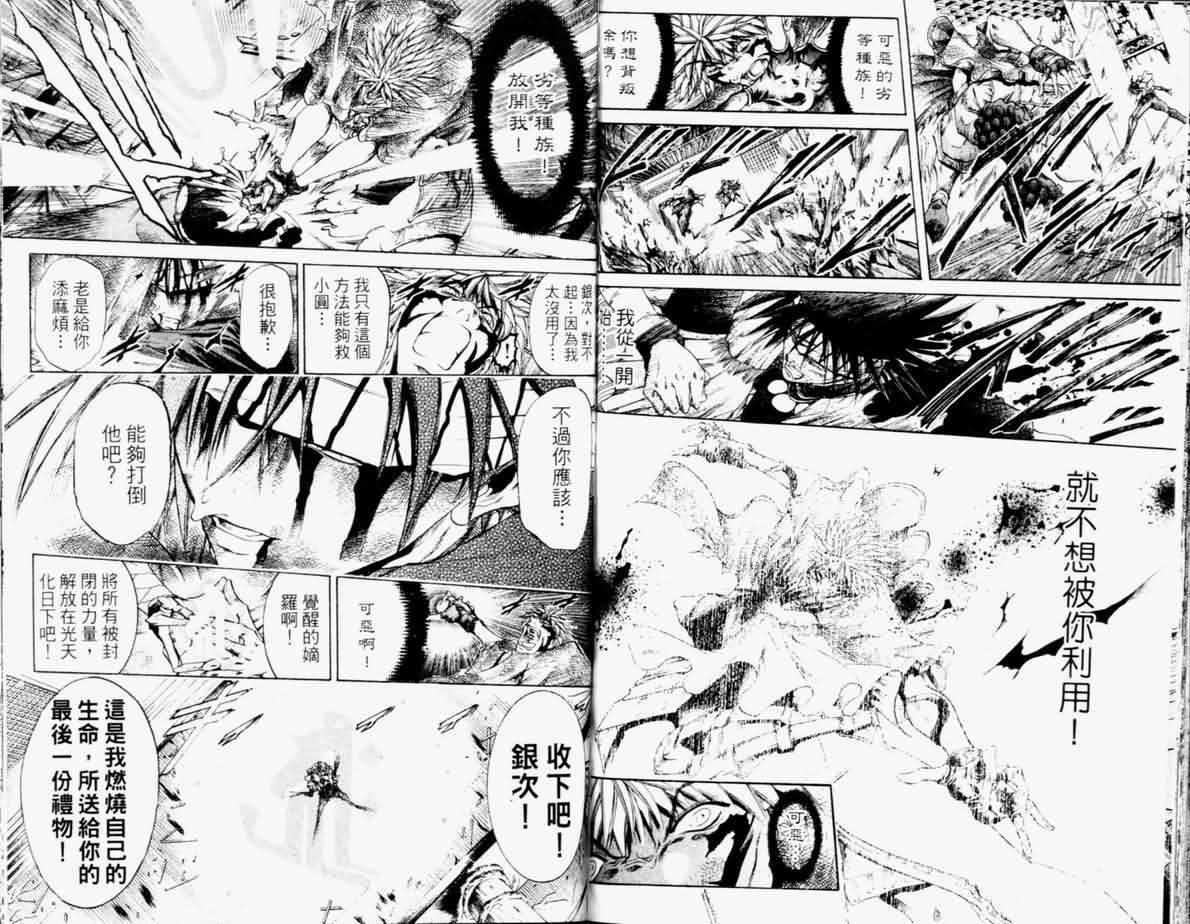 可惡的劣
等種族！
你想背叛
余嗎？
我從一開
始…
就不想被你利用！
可惡
劣等種族！
放開我！
銀次，對不
起…因為我
太沒用了…
我只有這個
方法能夠救
小圓…
很抱歉…
老是給你
添麻煩…
不過你應該…
能夠打倒
他吧？
可惡啊！
覺醒的嫡
羅啊！
將所有被封
閉的力量，
解放在光天
化日下吧！
收下吧！
銀次！
這是我燃燒自己的
生命，所送給你的
最後一份禮物！